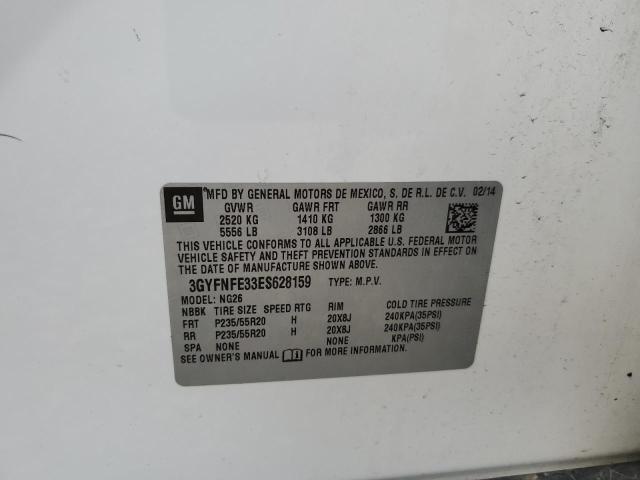 GM
MFD BY GENERAL MOTORS DE MEXICO, S. DE R.L. DE C.V. 02/14
GVWR GAWR FRT GAWR RR
2520 KG 1410 KG 1300 KG
5556 LB 3108 LB 2866 LB
THIS VEHICLE CONFORMS TO ALL APPLICABLE U.S. FEDERAL MOTOR
VEHICLE SAFETY AND THEFT PREVENTION STANDARDS IN EFFECT ON
THE DATE OF MANUFACTURE SHOWN ABOVE.
3GYFNFE33ES628159 TYPE: M.P.V.
MODEL: NG26
NBBK TIRE SIZE SPEED RTG RIM COLD TIRE PRESSURE
FRT P235/55R20 H 20X8J 240KPA(35PSI)
RR P235/55R20 H 20X8J 240KPA(35PSI)
SPA NONE NONE KPA(PSI)
SEE OWNER'S MANUAL FOR MORE INFORMATION.